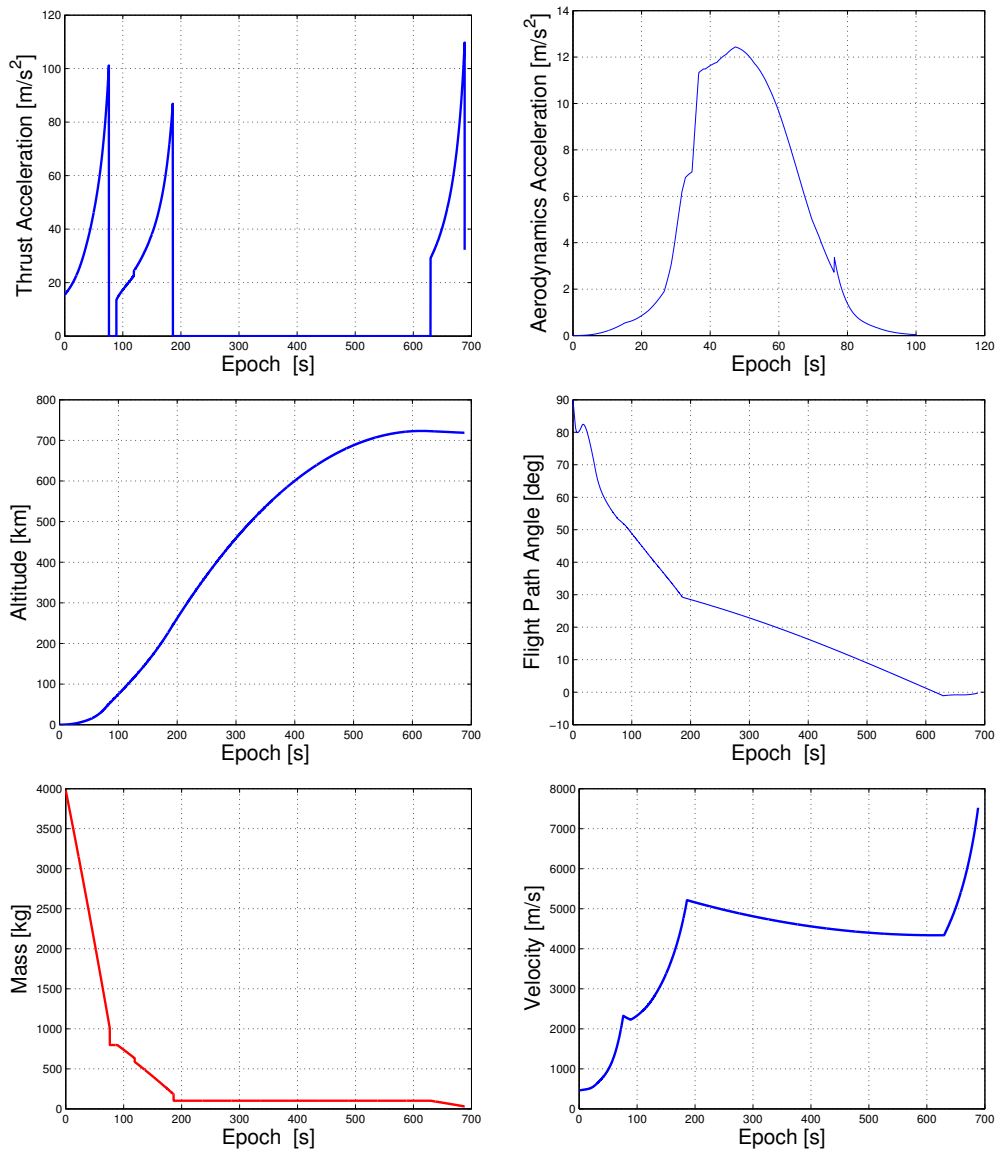 120
100
80
60
40
20
0
Thrust Acceleration [m/s²]
0 100 200 300 400 500 600 700
Epoch [s]
14
12
10
8
6
4
2
0
Aerodynamics Acceleration [m/s²]
0 20 40 60 80 100 120
Epoch [s]
800
700
600
500
400
300
200
100
0
Altitude [km]
0 100 200 300 400 500 600 700
Epoch [s]
90
80
70
60
50
40
30
20
10
0
−10
Flight Path Angle [deg]
0 100 200 300 400 500 600 700
Epoch [s]
4000
3500
3000
2500
2000
1500
1000
500
0
Mass [kg]
0 100 200 300 400 500 600 700
Epoch [s]
8000
7000
6000
5000
4000
3000
2000
1000
0
Velocity [m/s]
0 100 200 300 400 500 600 700
Epoch [s]